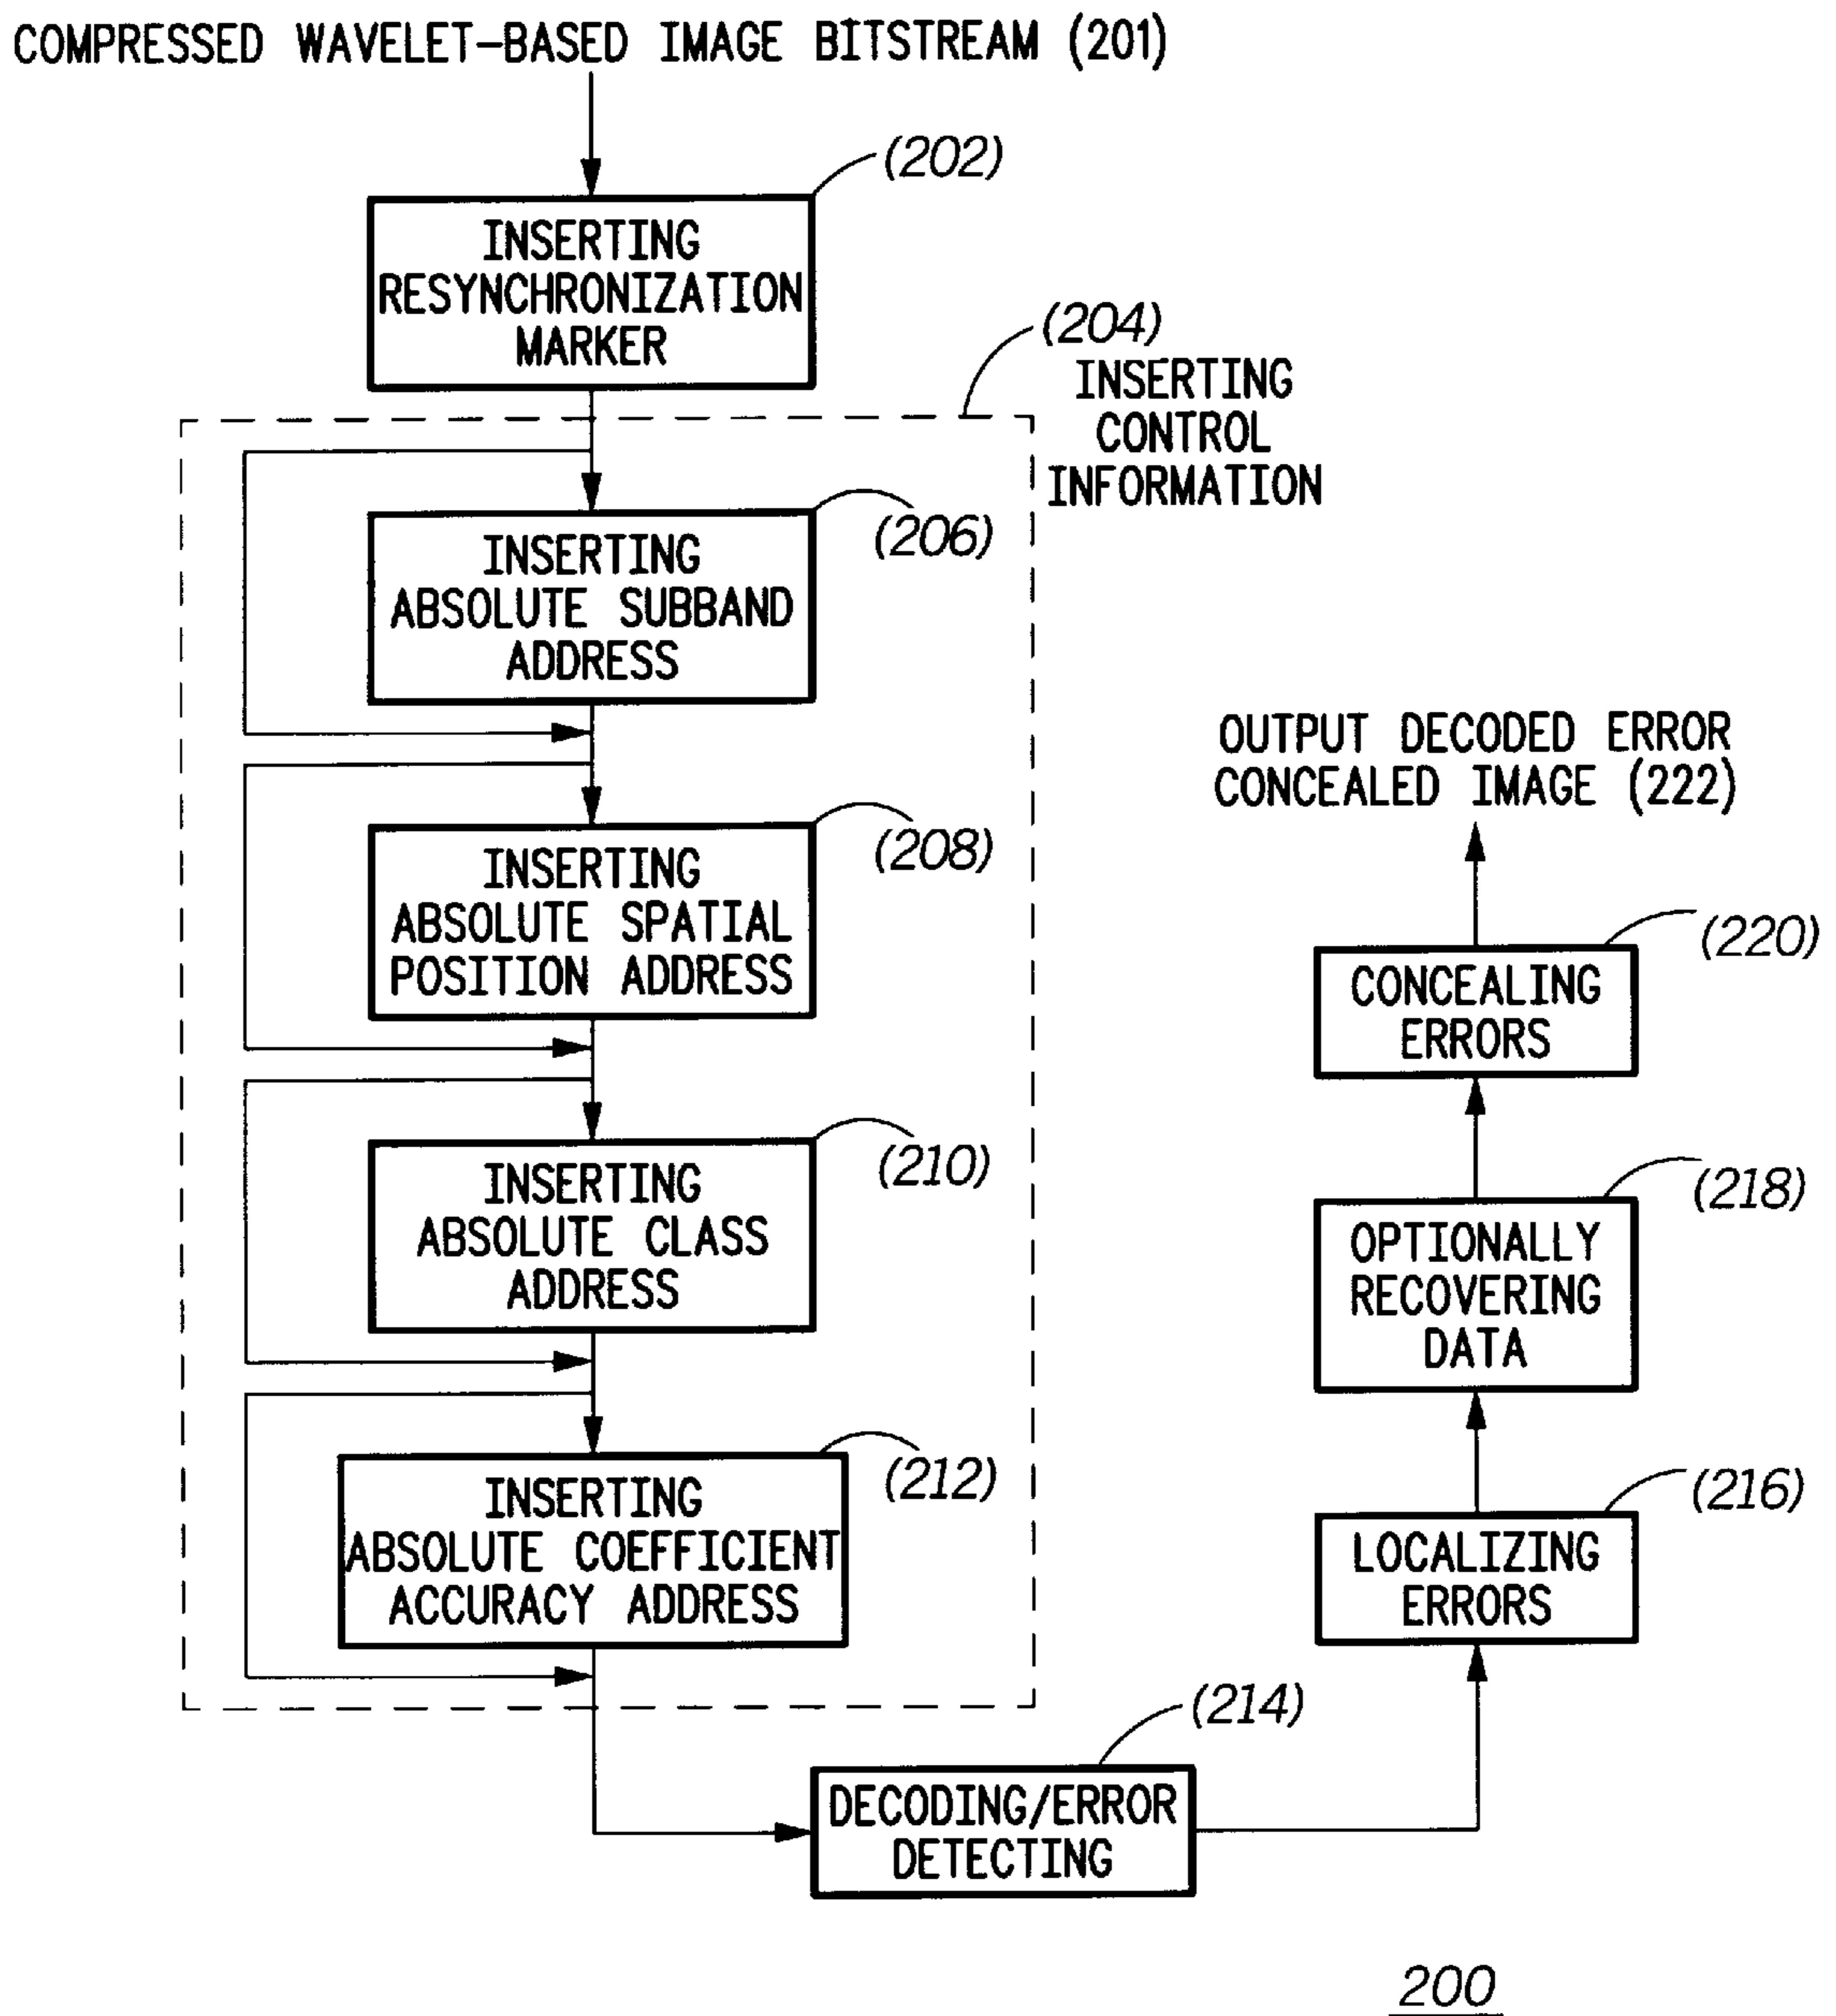 COMPRESSED WAVELET-BASED IMAGE BITSTREAM (201)
(202)
INSERTING
RESYNCHRONIZATION
MARKER
(204)
INSERTING
CONTROL
INFORMATION
(206)
INSERTING
ABSOLUTE SUBBAND
ADDRESS
(208)
INSERTING
ABSOLUTE SPATIAL
POSITION ADDRESS
(210)
INSERTING
ABSOLUTE CLASS
ADDRESS
(212)
INSERTING
ABSOLUTE COEFFICIENT
ACCURACY ADDRESS
(214)
DECODING/ERROR
DETECTING
(216)
LOCALIZING
ERRORS
(218)
OPTIONALLY
RECOVERING
DATA
(220)
CONCEALING
ERRORS
OUTPUT DECODED ERROR
CONCEALED IMAGE (222)
200